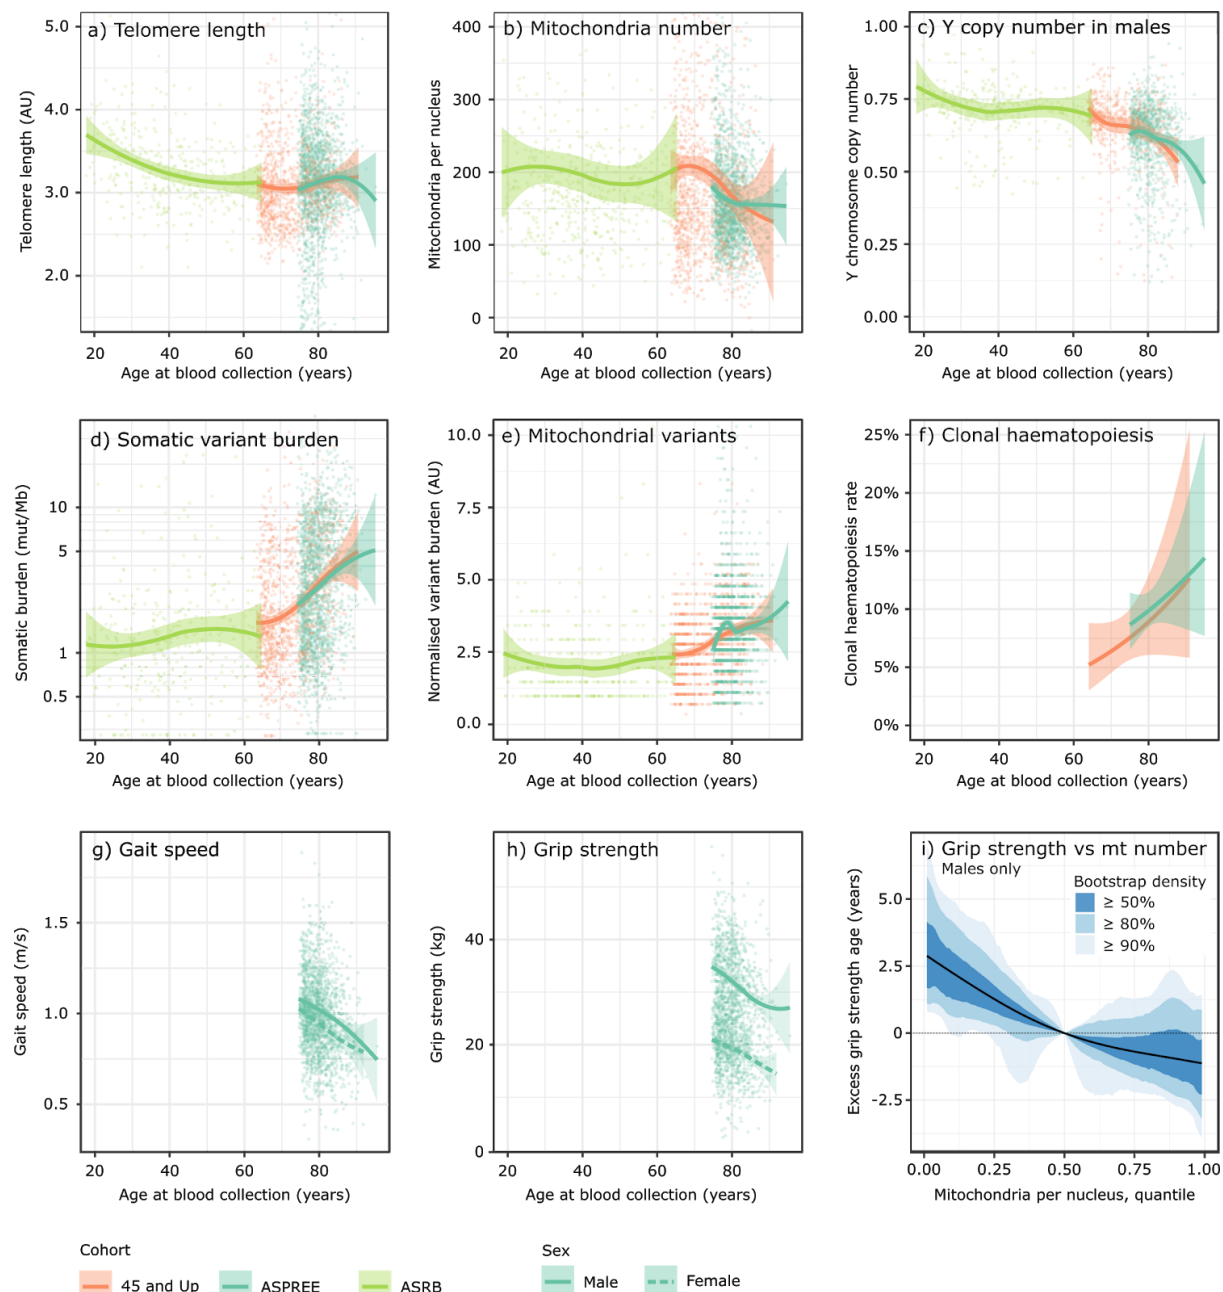 a) Telomere length
Telomere length (AU)
5.0
4.0
3.0
2.0
20 40 60 80
Age at blood collection (years)
b) Mitochondria number
Mitochondria per nucleus
400
300
200
100
0
20 40 60 80
Age at blood collection (years)
c) Y copy number in males
Y chromosome copy number
1.00
0.75
0.50
0.25
0.00
20 40 60 80
Age at blood collection (years)
d) Somatic variant burden
Somatic burden (mut/Mb)
10
5
1
0.5
20 40 60 80
Age at blood collection (years)
e) Mitochondrial variants
Normalised variant burden (AU)
10.0
7.5
5.0
2.5
0.0
20 40 60 80
Age at blood collection (years)
f) Clonal haematopoiesis
Clonal haematopoiesis rate
25%
20%
15%
10%
5%
0%
20 40 60 80
Age at blood collection (years)
g) Gait speed
Gait speed (m/s)
1.5
1.0
0.5
20 40 60 80
Age at blood collection (years)
h) Grip strength
Grip strength (kg)
40
20
0
20 40 60 80
Age at blood collection (years)
i) Grip strength vs mt number
Males only
Bootstrap density
≥ 50%
≥ 80%
≥ 90%
Excess grip strength age (years)
5.0
2.5
0
-2.5
0.00 0.25 0.50 0.75 1.00
Mitochondria per nucleus, quantile
Cohort
45 and Up ASPREE ASRB
Sex
Male Female